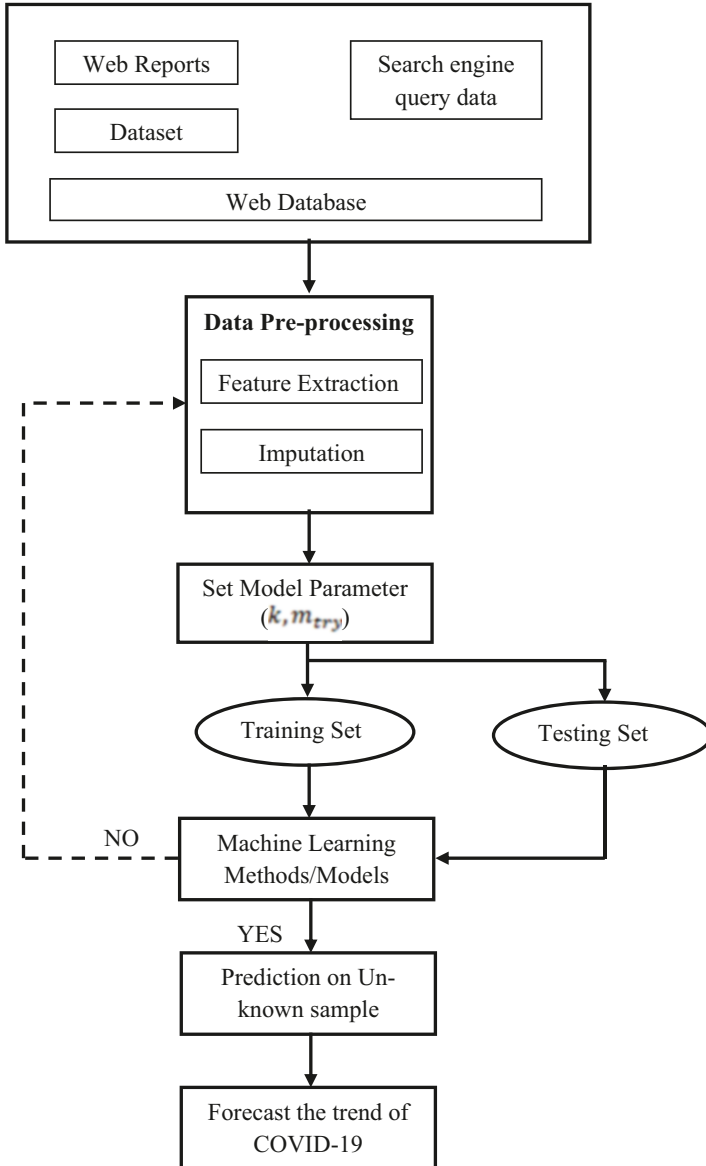 Web Reports
Search engine
query data
Dataset
Web Database
Data Pre-processing
Feature Extraction
Imputation
Set Model Parameter
(k, m_try)
Training Set
Testing Set
NO
Machine Learning
Methods/Models
YES
Prediction on Un-
known sample
Forecast the trend of
COVID-19